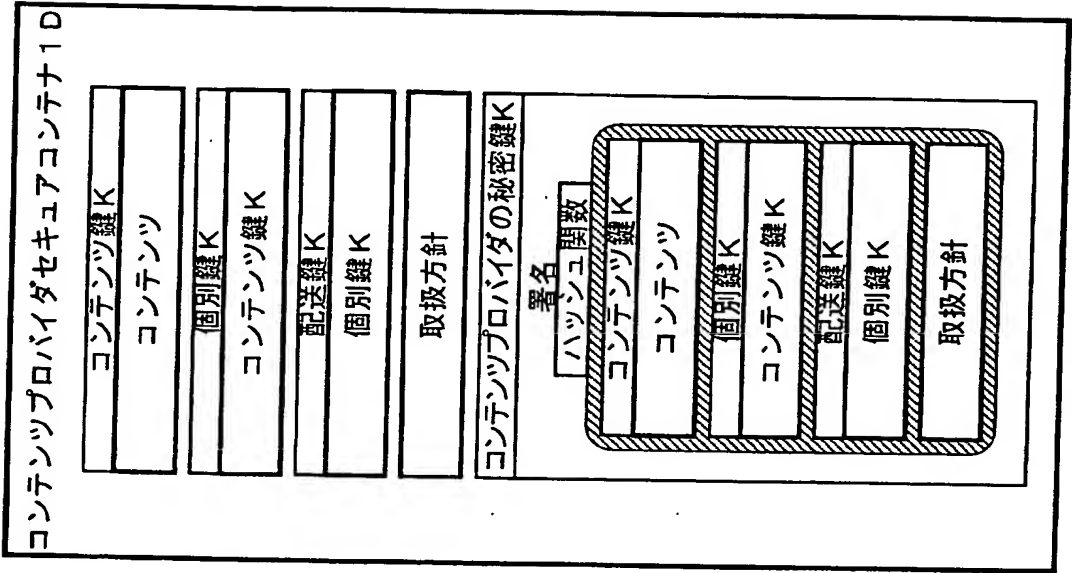 コンテンツプロバイダセキュアコンテナ1D
コンテンツ鍵K
コンテンツ
個別鍵K
コンテンツ鍵K
配送鍵K
個別鍵K
取扱方針
コンテンツプロバイダの秘密鍵K
署名
ハッシュ関数
コンテンツ鍵K
コンテンツ
個別鍵K
コンテンツ鍵K
配送鍵K
個別鍵K
取扱方針